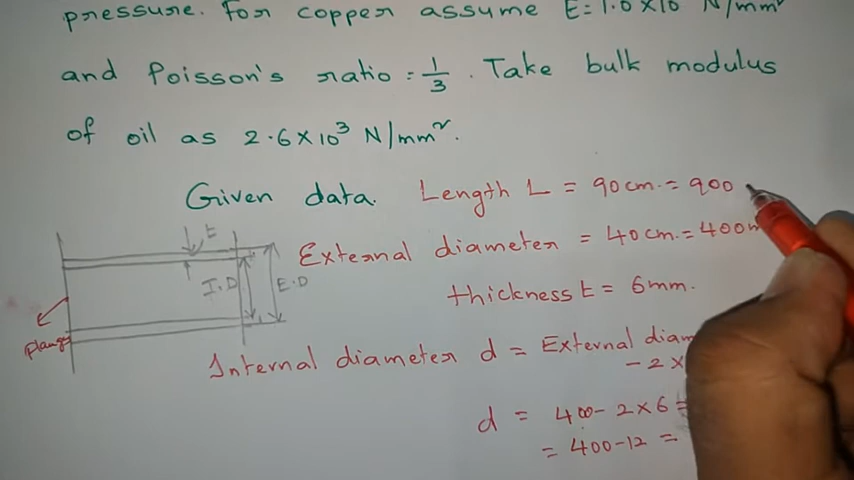 pressure. For copper assume E = 1.0 × 10 N/mm²
and Poisson's ratio = 1/3. Take bulk modulus
of oil as 2.6×10³ N/mm².
Given data. Length L = 90 cm. = 900
External diameter = 40 cm. = 400
thickness t = 6 mm.
Internal diameter d = External diam
- 2 ×
d = 400 - 2×6 =
= 400-12 =
t
I.D
E.D
Flange